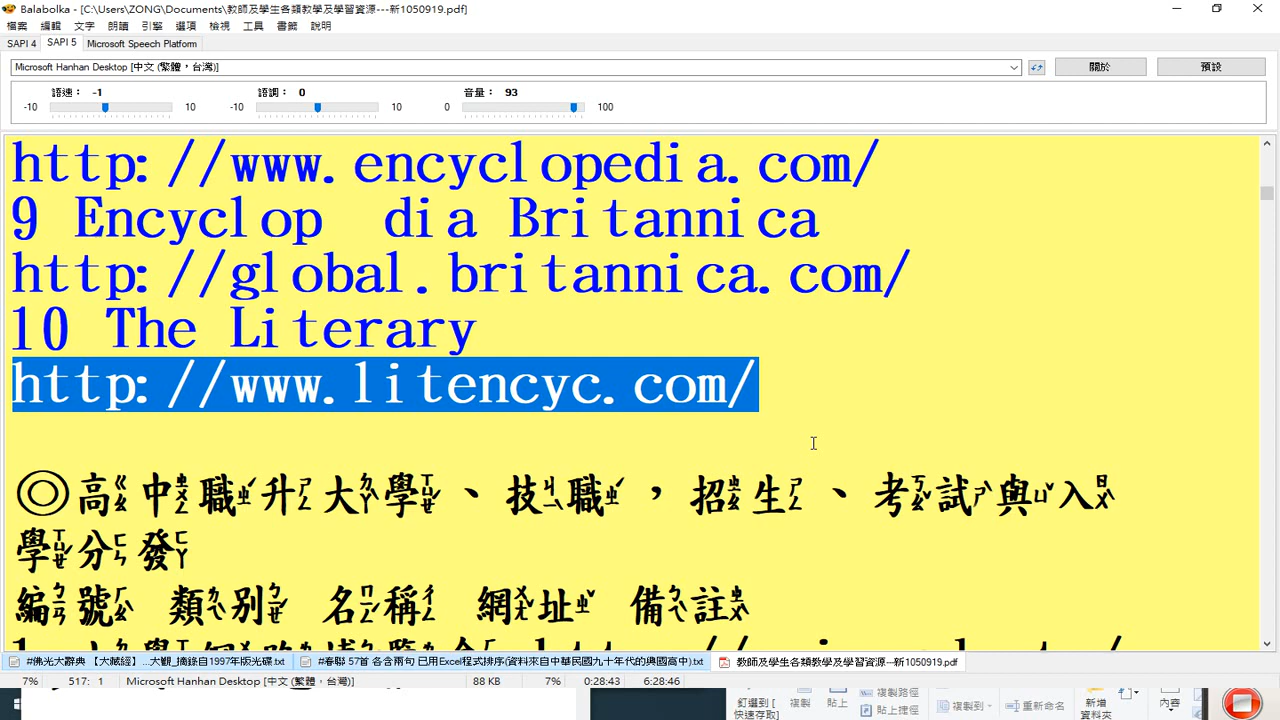 Balabolka - [C:\Users\ZONG\Documents\教師及學生各類教學及學習資源---新1050919.pdf]
檔案 編輯 文字 朗讀 引擎 選項 檢視 工具 書籤 說明
SAPI 4 SAPI 5 Microsoft Speech Platform
Microsoft Hanhan Desktop [中文 (繁體，台灣)] 關於 預設
語速： -1 語調： 0 音量： 93
-10 10 -10 10 0 100
http://www.encyclopedia.com/
9 Encyclop dia Britannica
http://global.britannica.com/
10 The Literary
http://www.litencyc.com/
◎高中職升大學、技職，招生、考試與入
學分發
編號 類別 名稱 網址 備註
#佛光大辭典 【大藏經】...大觀_摘錄自1997年版光碟.txt #春聯 57首 各含兩句 已用Excel程式排序(資料來自中華民國九十年代的興國高中).txt 教師及學生各類教學及學習資源---新1050919.pdf
7% 517: 1 Microsoft Hanhan Desktop [中文 (繁體，台灣)] 88 KB 7% 0:28:43 6:28:46
釘選到 [ 複製 貼上 複製路徑 新增 內容
快速存取] 貼上捷徑 複製到 重新命名 資料夾